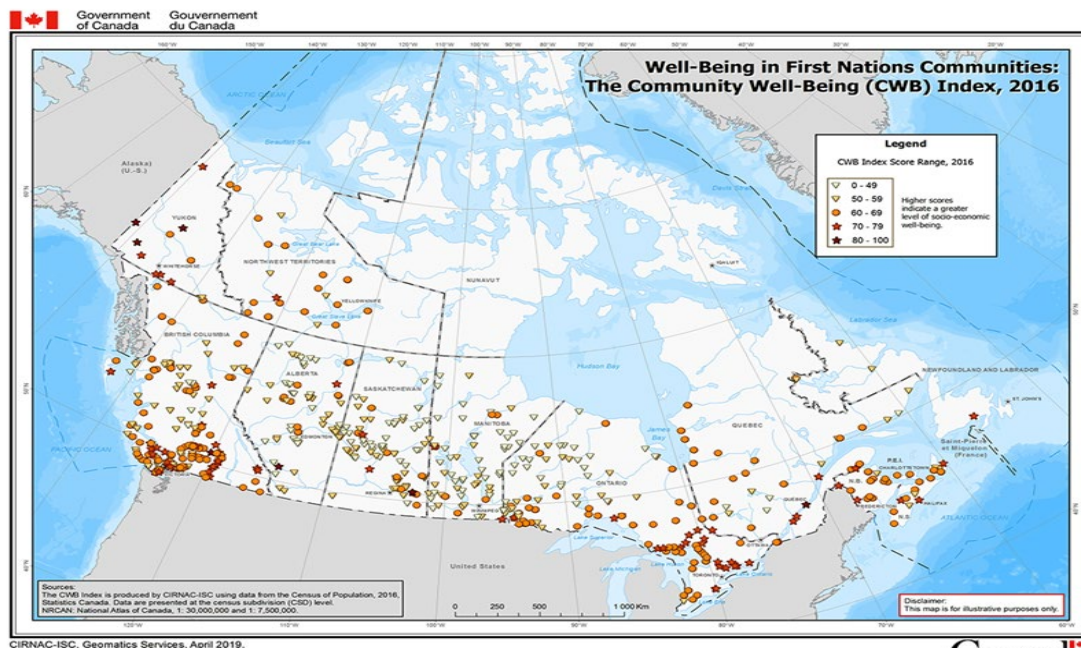 Government of Canada
Gouvernement du Canada
Well-Being in First Nations Communities:
The Community Well-Being (CWB) Index, 2016
Legend
CWB Index Score Range, 2016
0 - 49
50 - 59
60 - 69
70 - 79
80 - 100
Higher scores
indicate a greater
level of socio-economic
well-being.
ARCTIC OCEAN
Beaufort Sea
Alaska
(U.S.)
Davis Strait
YUKON
WHITEHORSE
Great Bear Lake
NORTHWEST TERRITORIES
IQALUIT
NUNAVUT
YELLOWKNIFE
Great Slave Lake
BRITISH COLUMBIA
Labrador Sea
Hudson Bay
ALBERTA
SASKATCHEWAN
NEWFOUNDLAND AND LABRADOR
ST. JOHN'S
MANITOBA
James
Bay
QUEBEC
EDMONTON
PACIFIC OCEAN
Saint-Pierre
et Miquelon
(France)
P.E.I.
CHARLOTTETOWN
N.B.
ONTARIO
REGINA
WINNIPEG
QUÉBEC
FREDERICTON
HALIFAX
N.S.
ATLANTIC OCEAN
Lake Superior
OTTAWA
United States
Lake Michigan
Lake Huron
TORONTO
Lake Ontario
Sources:
The CWB Index is produced by CIRNAC-ISC using data from the Census of Population, 2016,
Statistics Canada. Data are presented at the census subdivision (CSD) level.
NRCAN: National Atlas of Canada, 1: 30,000,000 and 1: 7,500,000.
0 250 500 1 000 Km
Disclaimer:
This map is for illustrative purposes only.
CIRNAC-ISC, Geomatics Services, April 2019.